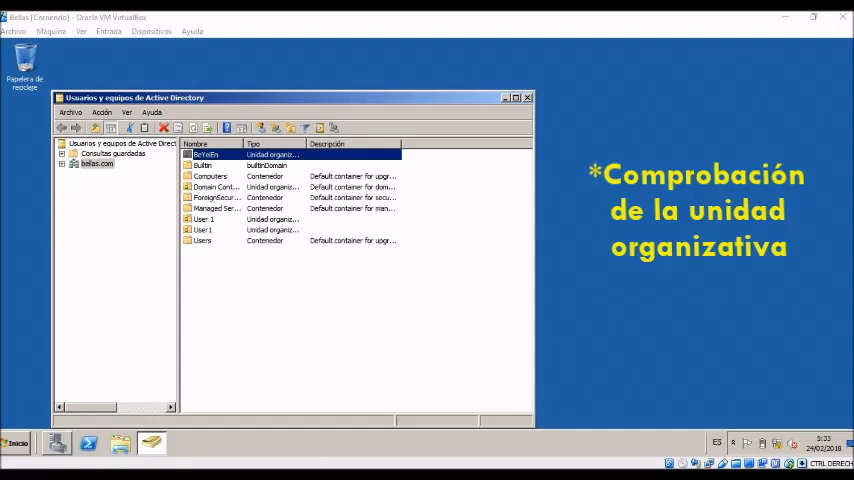 Bellas [Corriendo] - Oracle VM VirtualBox
Archivo Maquina Ver Entrada Dispositivos Ayuda
Papelera de
reciclaje
Usuarios y equipos de Active Directory
Archivo Acción Ver Ayuda
Usuarios y equipos de Active Direct
Consultas guardadas
bellas.com
Nombre Tipo Descripción
BeYeiEn Unidad organiz...
Builtin builtinDomain
Computers Contenedor Default container for upgr...
Domain Cont... Unidad organiz... Default container for dom...
ForeignSecur... Contenedor Default container for secu...
Managed Ser... Contenedor Default container for man...
User 1 Unidad organiz...
User1 Unidad organiz...
Users Contenedor Default container for upgr...
*Comprobación
de la unidad
organizativa
Inicio
ES
5:33
24/02/2018
CTRL DERECH